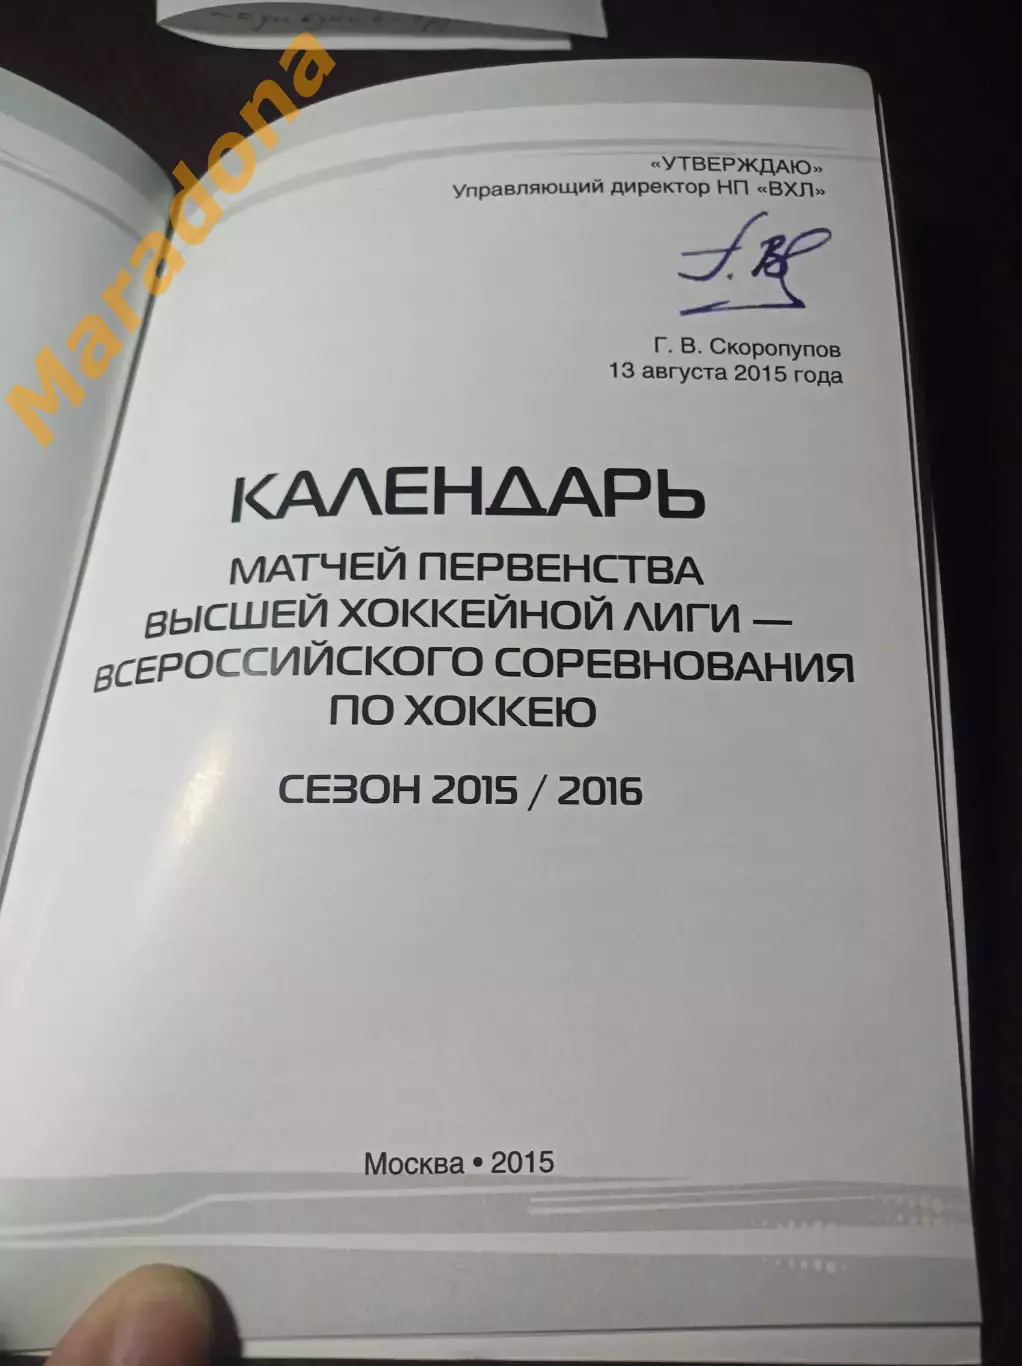 Maradona
«УТВЕРЖДАЮ»
Управляющий директор НП «ВХЛ»
Г. В. Скоропупов
13 августа 2015 года
КАЛЕНДАРЬ
МАТЧЕЙ ПЕРВЕНСТВА
ВЫСШЕЙ ХОККЕЙНОЙ ЛИГИ —
ВСЕРОССИЙСКОГО СОРЕВНОВАНИЯ
ПО ХОККЕЮ
СЕЗОН 2015 / 2016
Москва • 2015